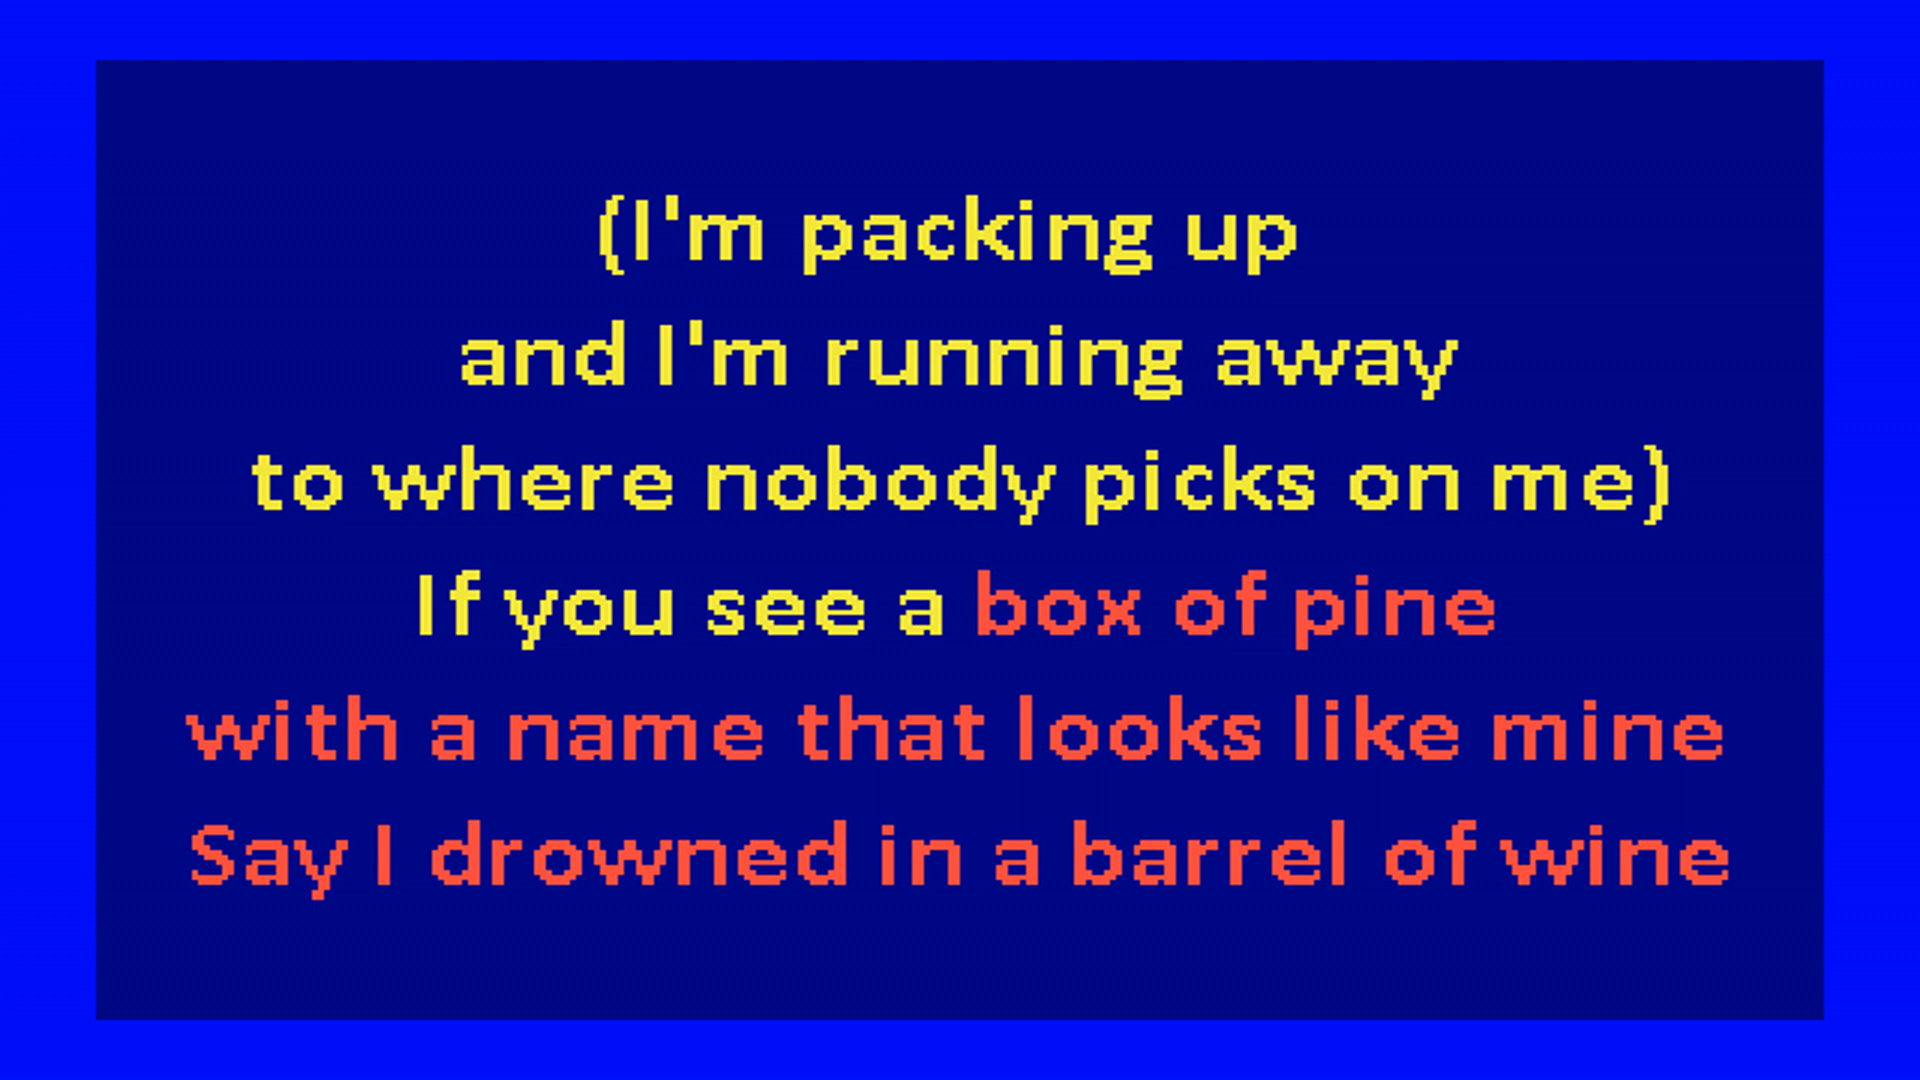 (I'm packing up
and I'm running away
to where nobody picks on me)
If you see a box of pine
with a name that looks like mine
Say I drowned in a barrel of wine